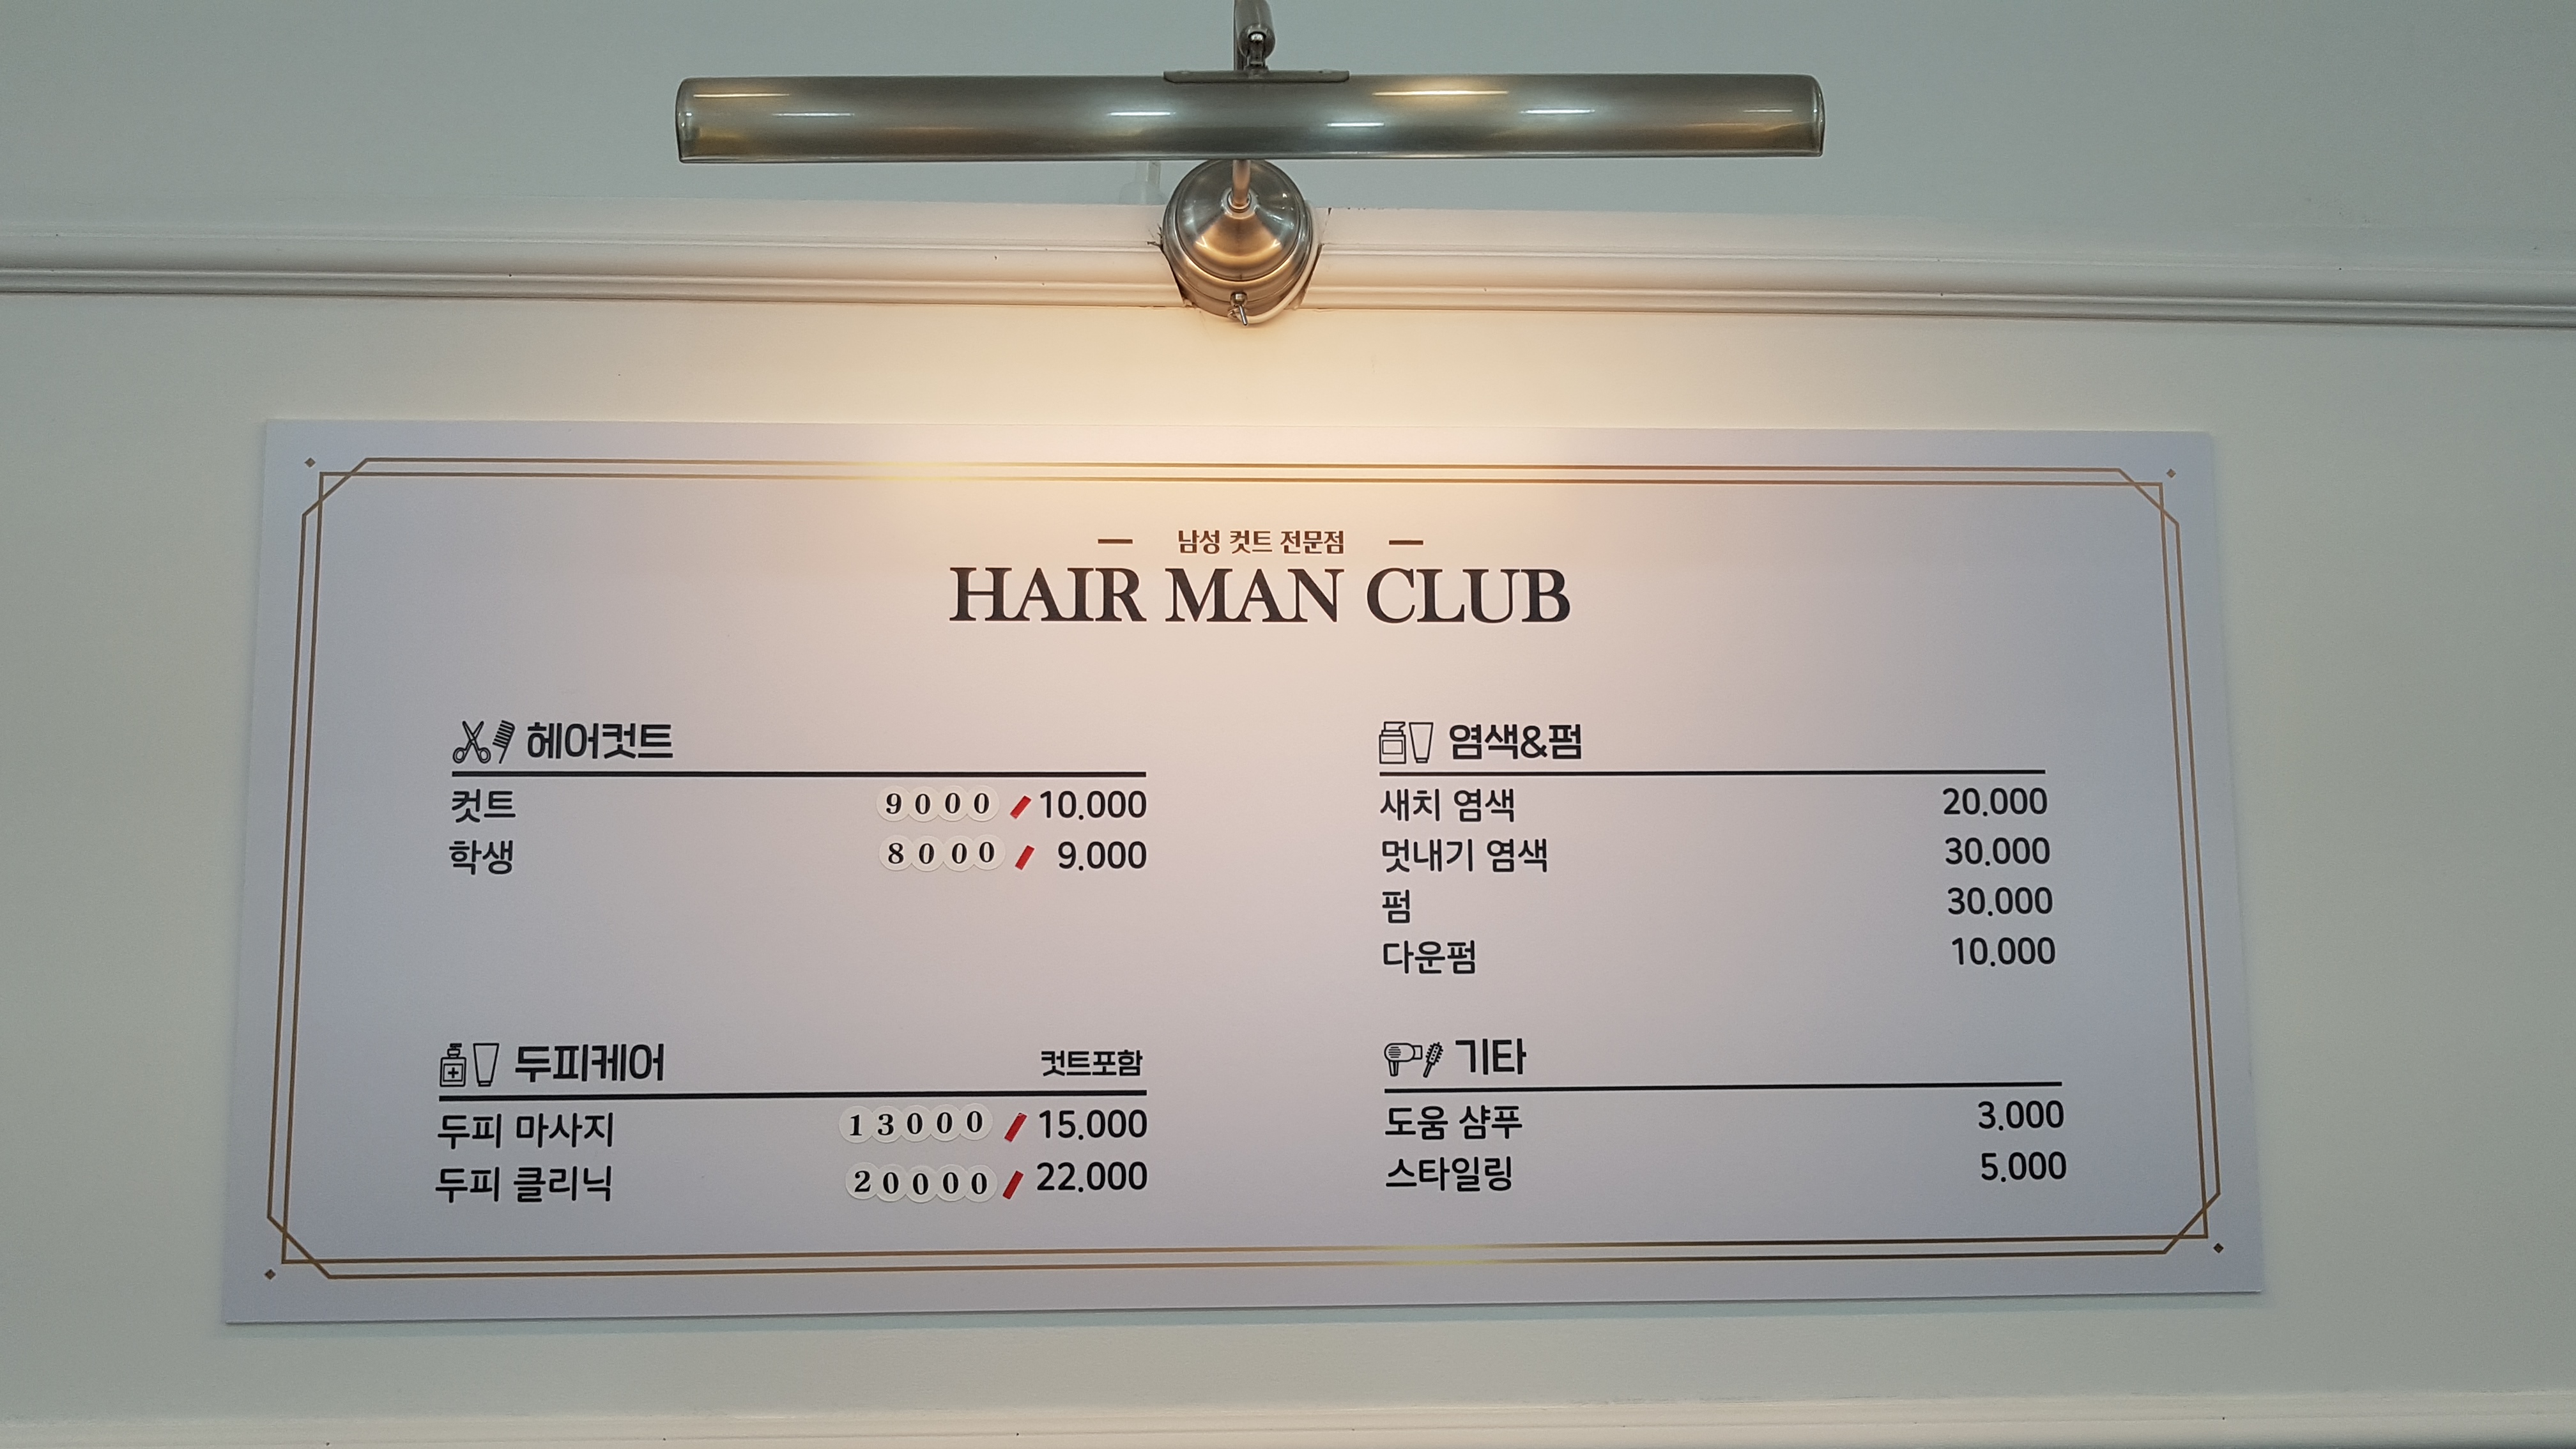 남성 컷트 전문점
HAIR MAN CLUB
헤어컷트
컷트 9000 / 10.000
학생 8000 / 9.000
두피케어 컷트포함
두피 마사지 13000 / 15.000
두피 클리닉 20000 / 22.000
염색&펌
새치 염색 20.000
멋내기 염색 30.000
펌 30.000
다운펌 10.000
기타
도움 샴푸 3.000
스타일링 5.000